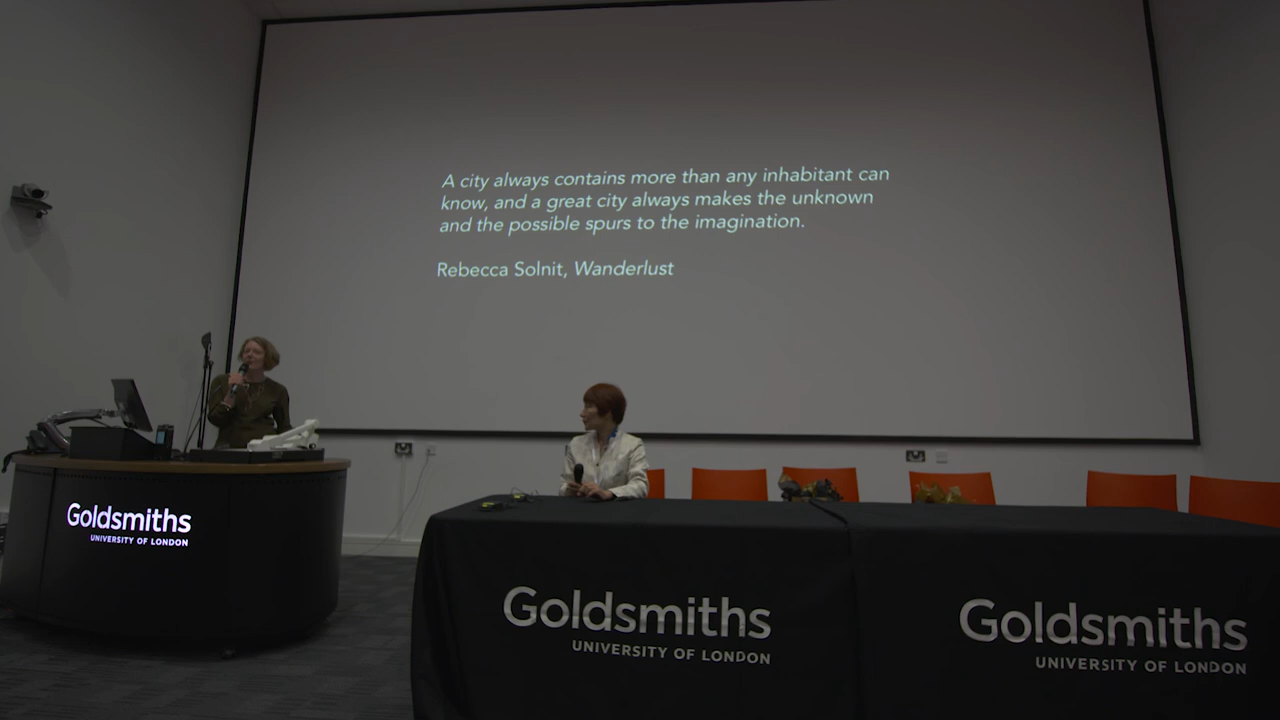 A city always contains more than any inhabitant can
know, and a great city always makes the unknown
and the possible spurs to the imagination.
Rebecca Solnit, Wanderlust
Goldsmiths
UNIVERSITY OF LONDON
Goldsmiths
UNIVERSITY OF LONDON
Goldsmiths
UNIVERSITY OF LONDON